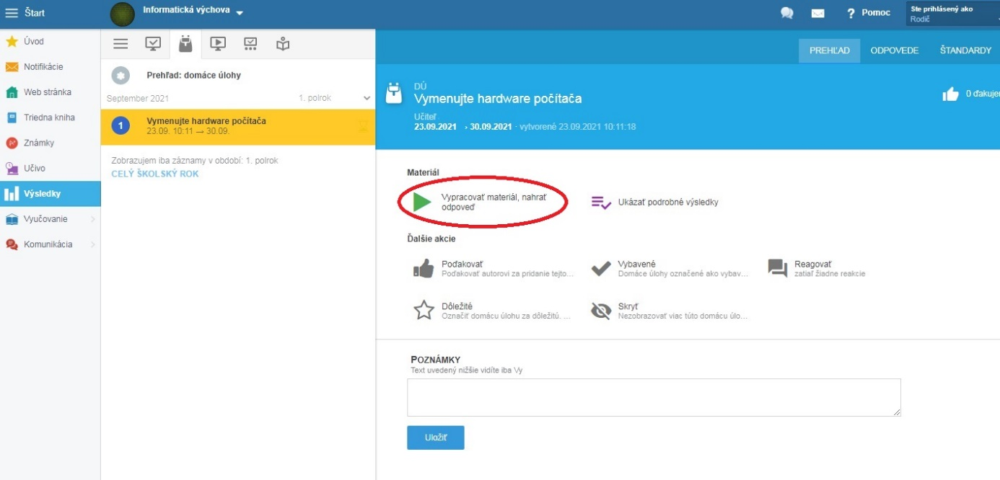 Štart
Informatická výchova
Pomoc
Ste prihlásený ako
Rodič
Úvod
Notifikácie
Web stránka
Triedna kniha
Známky
Učivo
Výsledky
Vyučovanie
Komunikácia
Prehľad: domáce úlohy
September 2021
1. polrok
1
Vymenujte hardware počítača
23.09. 10:11 → 30.09.
Zobrazujem iba záznamy v období: 1. polrok
CELÝ ŠKOLSKÝ ROK
PREHĽAD
ODPOVEDE
ŠTANDARDY
DÚ
Vymenujte hardware počítača
Učiteľ
23.09.2021 › 30.09.2021 · vytvorené 23.09.2021 10:11:18
0 ďakujem
Materiál
Vypracovať materiál, nahrať
odpoveď
Ukázať podrobné výsledky
Ďalšie akcie
Poďakovať
Poďakovať autorovi za pridanie tejto...
Vybavené
Domáce úlohy označené ako vybav...
Reagovať
zatiaľ žiadne reakcie
Dôležité
Označiť domácu úlohu za dôležitú. ...
Skryť
Nezobrazovať viac túto domácu úlo...
POZNÁMKY
Text uvedený nižšie vidíte iba Vy
Uložiť